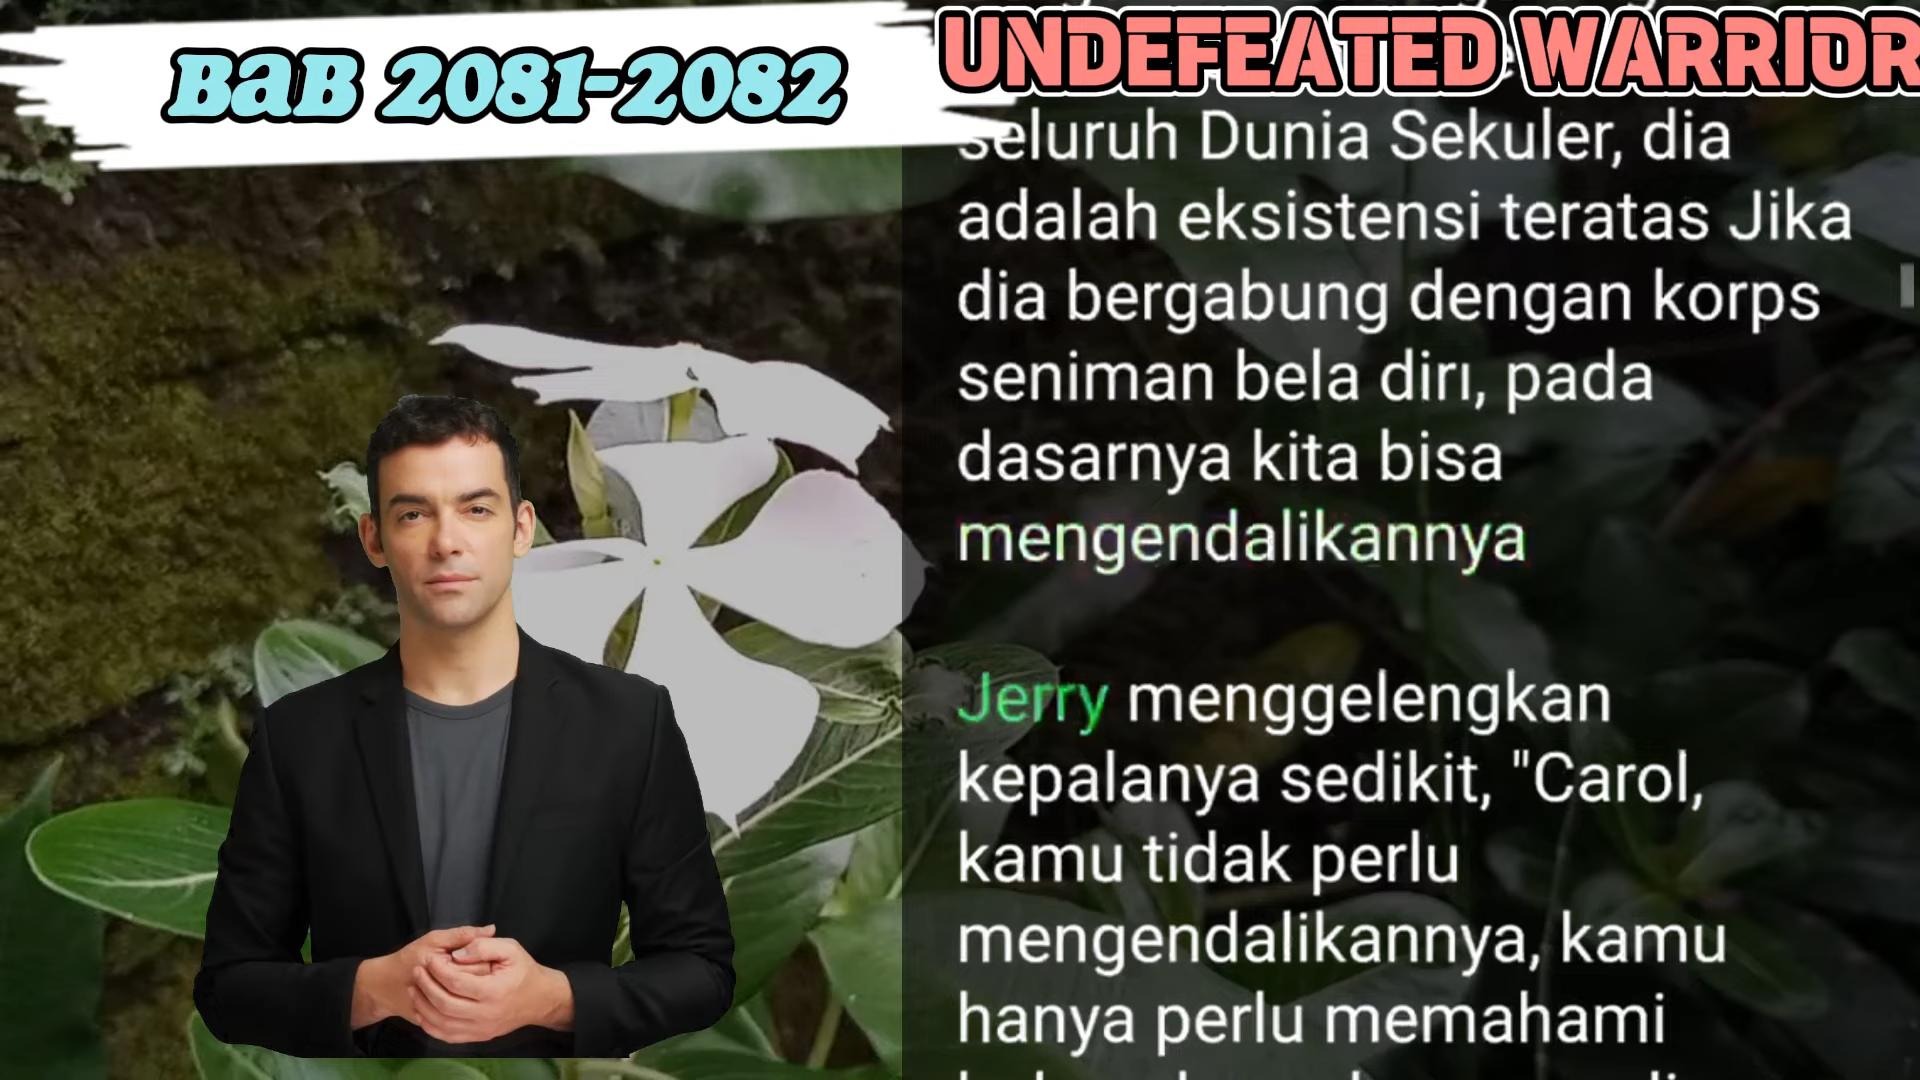 BAB 2081-2082
UNDEFEATED WARRIOR
seluruh Dunia Sekuler, dia
adalah eksistensi teratas Jika
dia bergabung dengan korps
seniman bela dirı, pada
dasarnya kita bisa
mengendalikannya
Jerry menggelengkan
kepalanya sedikit, "Carol,
kamu tidak perlu
mengendalikannya, kamu
hanya perlu memahami